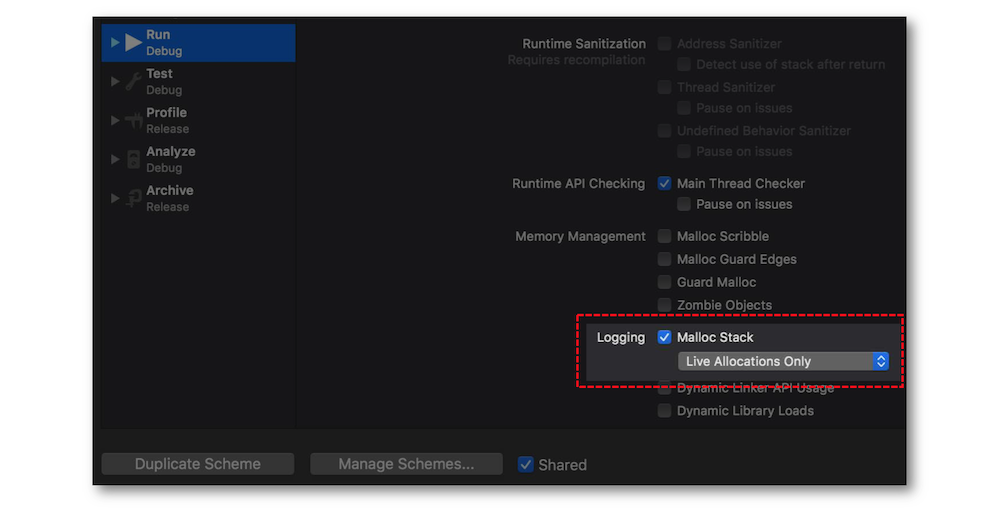 Run
Debug
Test
Debug
Profile
Release
Analyze
Debug
Archive
Release
Runtime Sanitization
Requires recompilation
Address Sanitizer
Detect use of stack after return
Thread Sanitizer
Pause on issues
Undefined Behavior Sanitizer
Pause on issues
Runtime API Checking
Main Thread Checker
Pause on issues
Memory Management
Malloc Scribble
Malloc Guard Edges
Guard Malloc
Zombie Objects
Logging
Malloc Stack
Live Allocations Only
Dynamic Linker API Usage
Dynamic Library Loads
Duplicate Scheme
Manage Schemes...
Shared